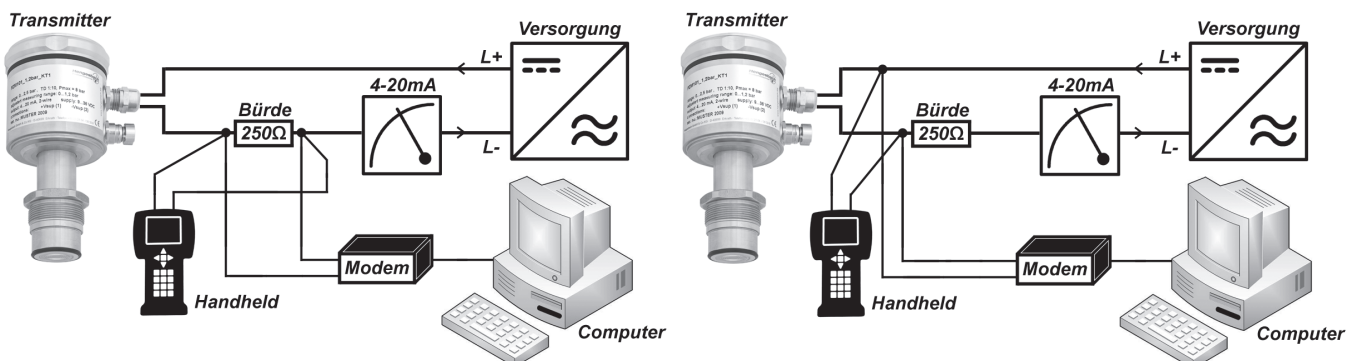 Transmitter
Versorgung
L+
4-20mA
Bürde
250Ω
L-
Modem
Handheld
Computer
Transmitter
Versorgung
L+
4-20mA
Bürde
250Ω
L-
Modem
Handheld
Computer